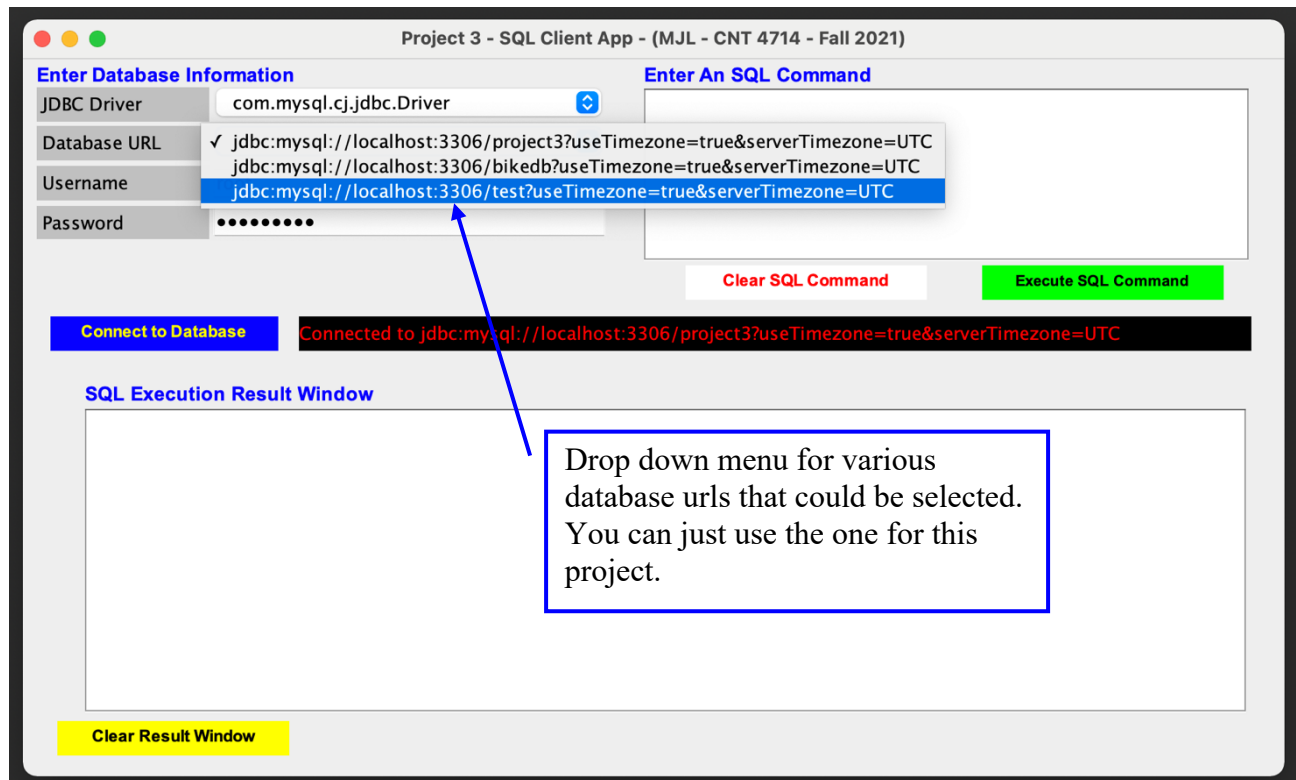 Project 3 - SQL Client App - (MJL - CNT 4714 - Fall 2021)
Enter Database Information
Enter An SQL Command
JDBC Driver
com.mysql.cj.jdbc.Driver
Database URL
✓ jdbc:mysql://localhost:3306/project3?useTimezone=true&serverTimezone=UTC
jdbc:mysql://localhost:3306/bikedb?useTimezone=true&serverTimezone=UTC
Username
jdbc:mysql://localhost:3306/test?useTimezone=true&serverTimezone=UTC
Password
•••••••••
Clear SQL Command
Execute SQL Command
Connect to Database
Connected to jdbc:mysql://localhost:3306/project3?useTimezone=true&serverTimezone=UTC
SQL Execution Result Window
Drop down menu for various
database urls that could be selected.
You can just use the one for this
project.
Clear Result Window